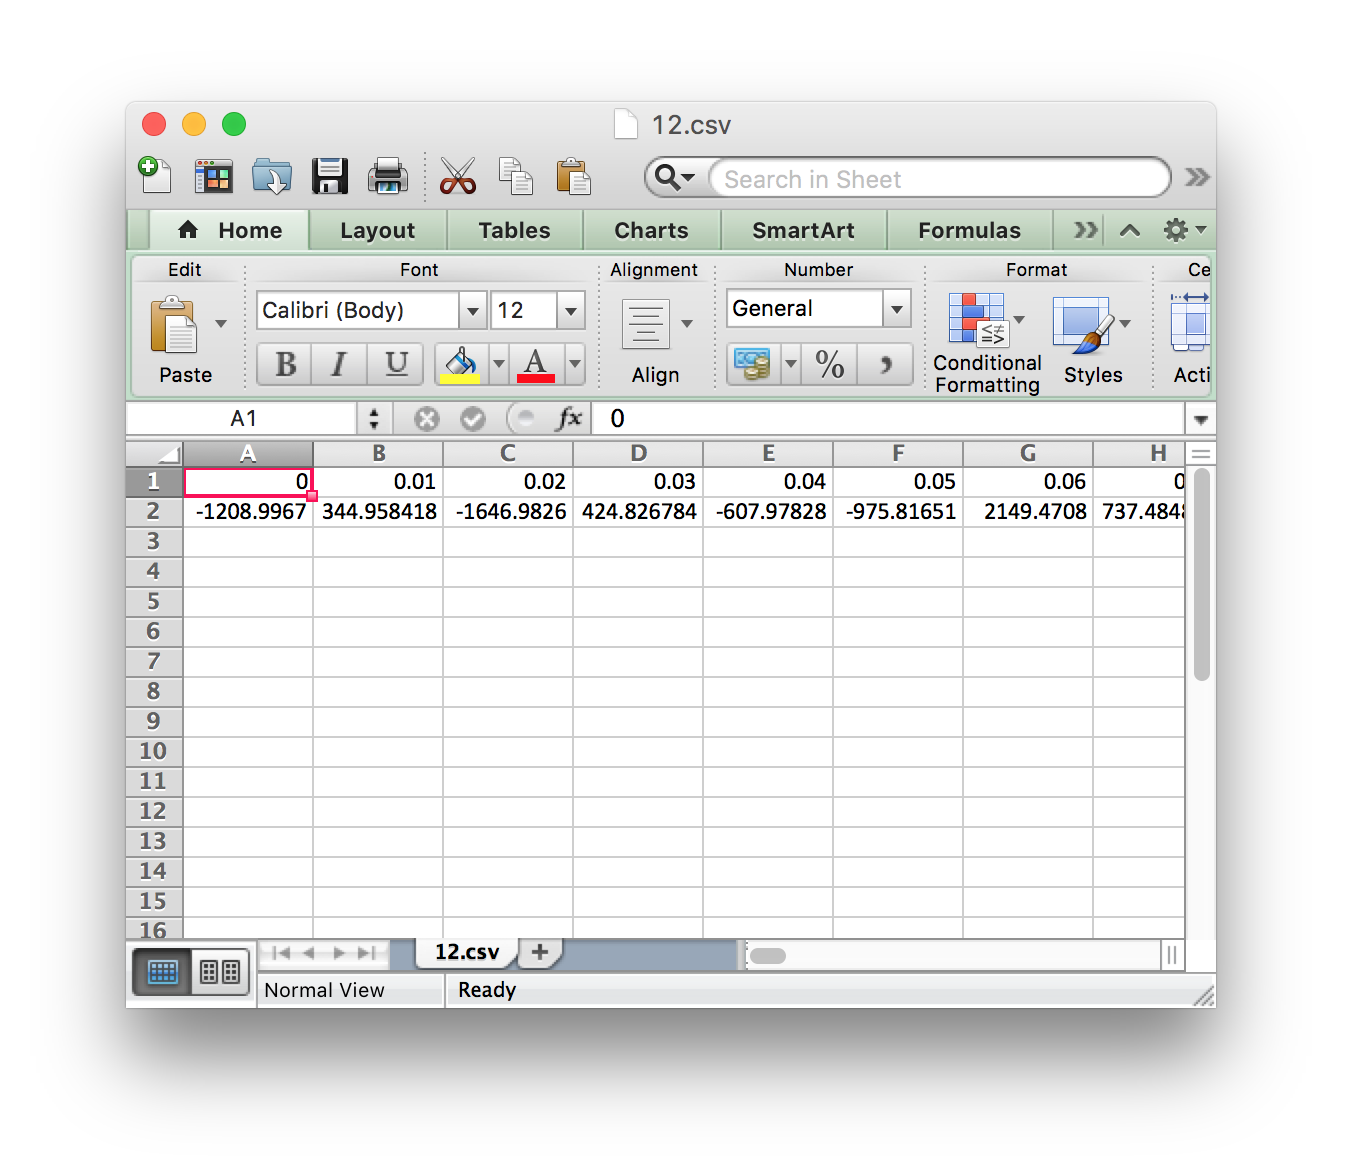 12.csv
Search in Sheet
Home Layout Tables Charts SmartArt Formulas
Edit Font Alignment Number Format Ce
Calibri (Body) 12 General
B I U A % ,
Paste Align Conditional Formatting Styles Acti
A1 fx 0
A B C D E F G H
1 0 0.01 0.02 0.03 0.04 0.05 0.06 0
2 -1208.9967 344.958418 -1646.9826 424.826784 -607.97828 -975.81651 2149.4708 737.484
3
4
5
6
7
8
9
10
11
12
13
14
15
16
12.csv
Normal View Ready